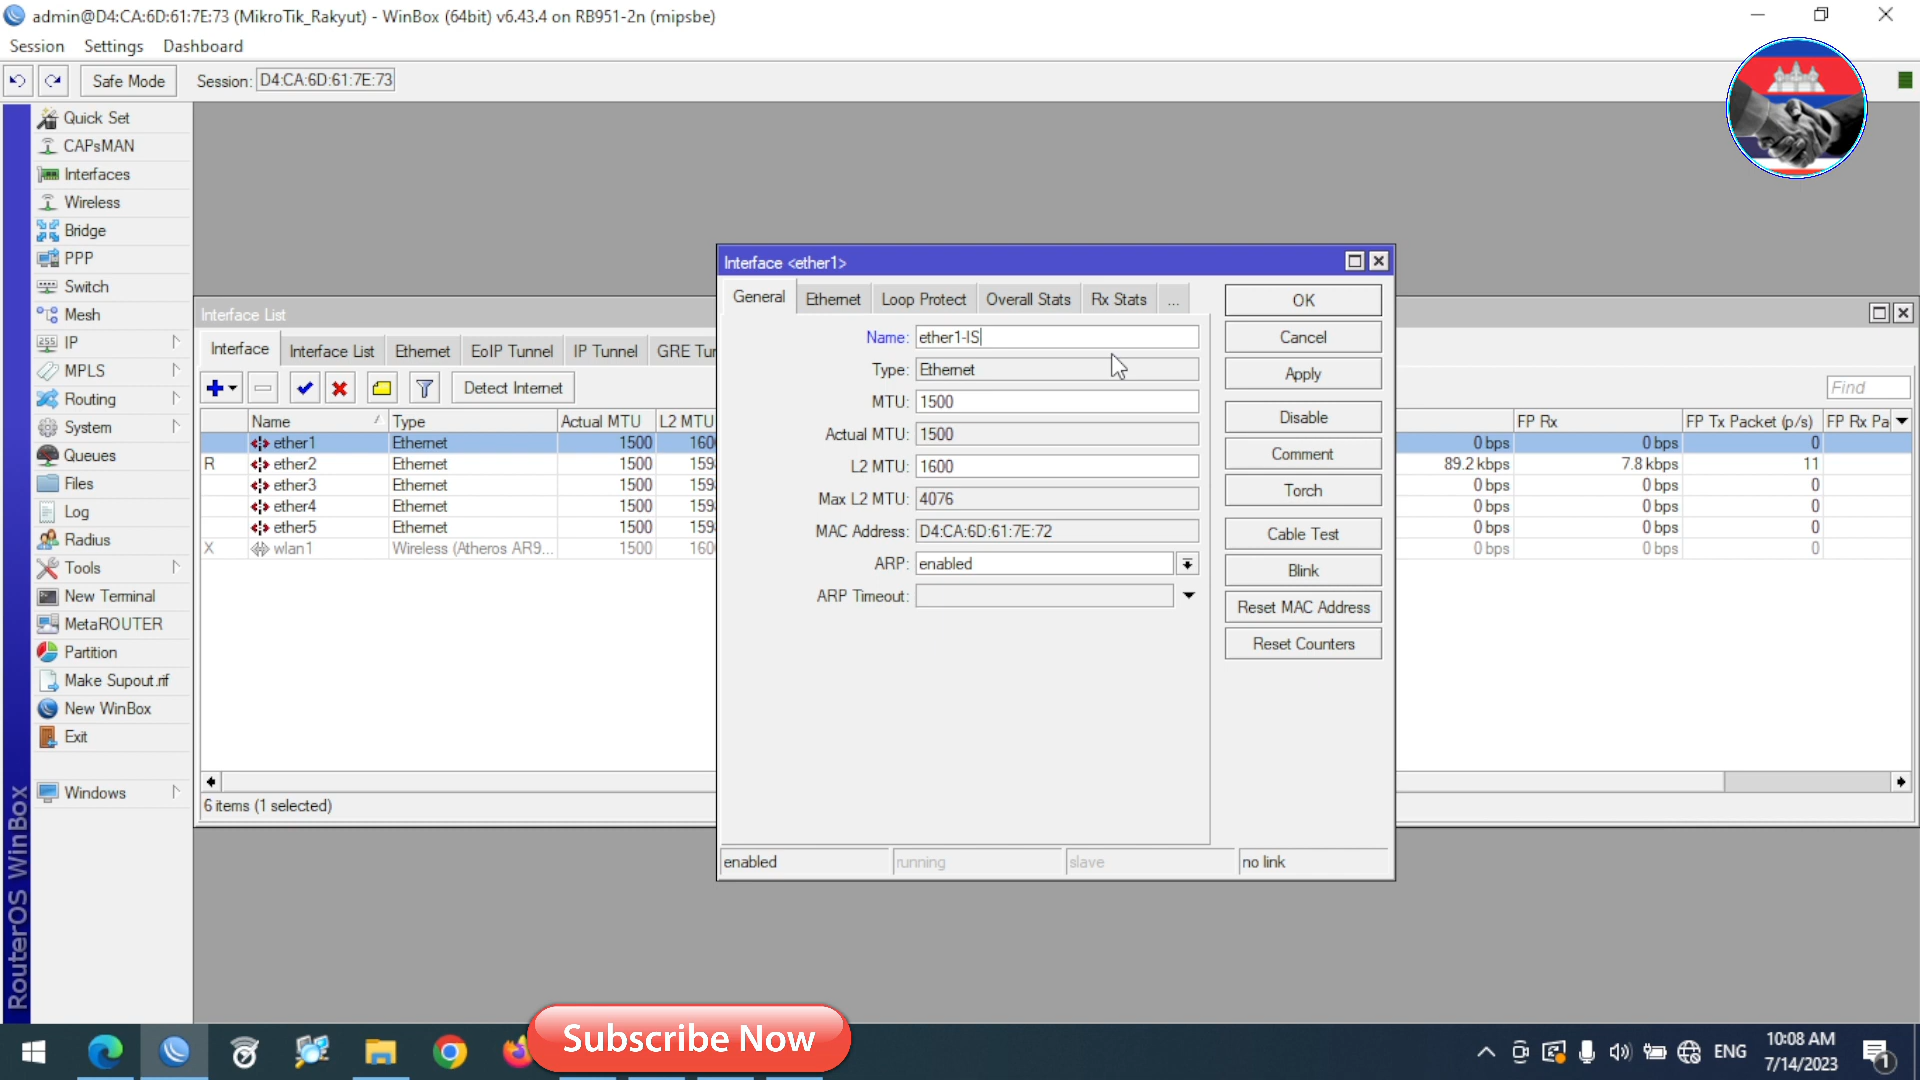 admin@D4:CA:6D:61:7E:73 (MikroTik_Rakyut) - WinBox (64bit) v6.43.4 on RB951-2n (mipsbe)
Session Settings Dashboard
Safe Mode Session: D4:CA:6D:61:7E:73
Quick Set
CAPsMAN
Interfaces
Wireless
Bridge
PPP
Switch
Mesh
IP
MPLS
Routing
System
Queues
Files
Log
Radius
Tools
New Terminal
MetaROUTER
Partition
Make Supout.rif
New WinBox
Exit
Windows
RouterOS WinBox
Interface List
Interface Interface List Ethernet EoIP Tunnel IP Tunnel GRE Tur
Detect Internet
Find
Name Type Actual MTU L2 MTU FP Rx FP Tx Packet (p/s) FP Rx Pa
ether1 Ethernet 1500 160 0 bps 0 bps 0
R ether2 Ethernet 1500 159 89.2 kbps 7.8 kbps 11
ether3 Ethernet 1500 159 0 bps 0 bps 0
ether4 Ethernet 1500 159 0 bps 0 bps 0
ether5 Ethernet 1500 159 0 bps 0 bps 0
X wlan1 Wireless (Atheros AR9... 1500 160 0 bps 0 bps 0
6 items (1 selected)
Interface <ether1>
General Ethernet Loop Protect Overall Stats Rx Stats ...
Name: ether1-IS
Type: Ethernet
MTU: 1500
Actual MTU: 1500
L2 MTU: 1600
Max L2 MTU: 4076
MAC Address: D4:CA:6D:61:7E:72
ARP: enabled
ARP Timeout:
OK
Cancel
Apply
Disable
Comment
Torch
Cable Test
Blink
Reset MAC Address
Reset Counters
enabled running slave no link
Subscribe Now
ENG
10:08 AM
7/14/2023
1